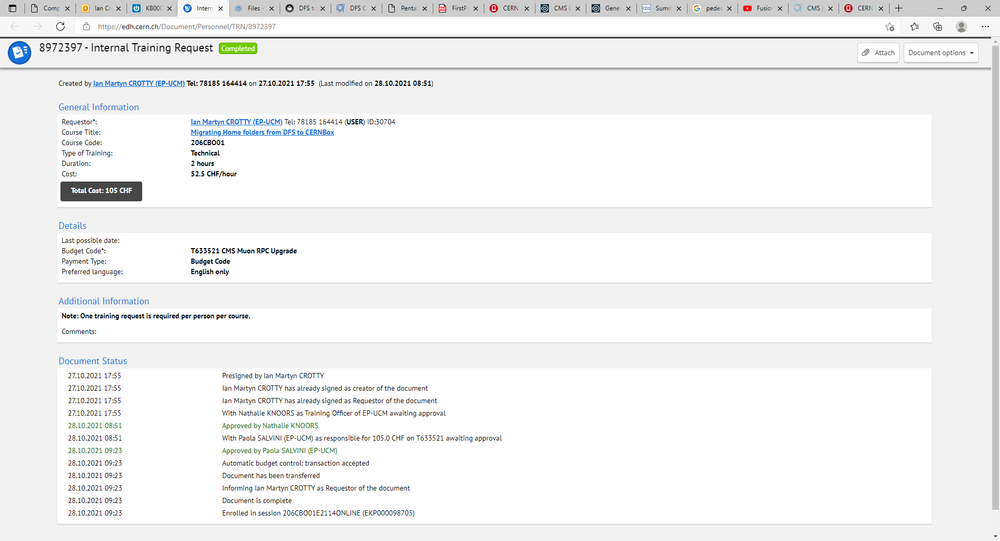 Comp
Ian Cr
KB000
Intern
Files -
DFS to
DFS C
Penta
FirstPr
CERN
CMS
Gener
Summ
pedes
Fusion
CMS
CERN
https://edh.cern.ch/Document/Personnel/TRN/8972397
8972397 - Internal Training Request Completed
Attach
Document options
Created by Ian Martyn CROTTY (EP-UCM) Tel: 78185 164414 on 27.10.2021 17:55 (Last modified on 28.10.2021 08:51)
General Information
Requestor*: Ian Martyn CROTTY (EP-UCM) Tel: 78185 164414 (USER) ID:30704
Course Title: Migrating Home folders from DFS to CERNBox
Course Code: 206CBO01
Type of Training: Technical
Duration: 2 hours
Cost: 52.5 CHF/hour
Total Cost: 105 CHF
Details
Last possible date:
Budget Code*: T633521 CMS Muon RPC Upgrade
Payment Type: Budget Code
Preferred language: English only
Additional Information
Note: One training request is required per person per course.
Comments:
Document Status
27.10.2021 17:55 Presigned by Ian Martyn CROTTY
27.10.2021 17:55 Ian Martyn CROTTY has already signed as creator of the document
27.10.2021 17:55 Ian Martyn CROTTY has already signed as Requestor of the document
27.10.2021 17:55 With Nathalie KNOORS as Training Officer of EP-UCM awaiting approval
28.10.2021 08:51 Approved by Nathalie KNOORS
28.10.2021 08:51 With Paola SALVINI (EP-UCM) as responsible for 105.0 CHF on T633521 awaiting approval
28.10.2021 09:23 Approved by Paola SALVINI (EP-UCM)
28.10.2021 09:23 Automatic budget control: transaction accepted
28.10.2021 09:23 Document has been transferred
28.10.2021 09:23 Informing Ian Martyn CROTTY as Requestor of the document
28.10.2021 09:23 Document is complete
28.10.2021 09:23 Enrolled in session 206CBO01E2114ONLINE (EKP000098705)